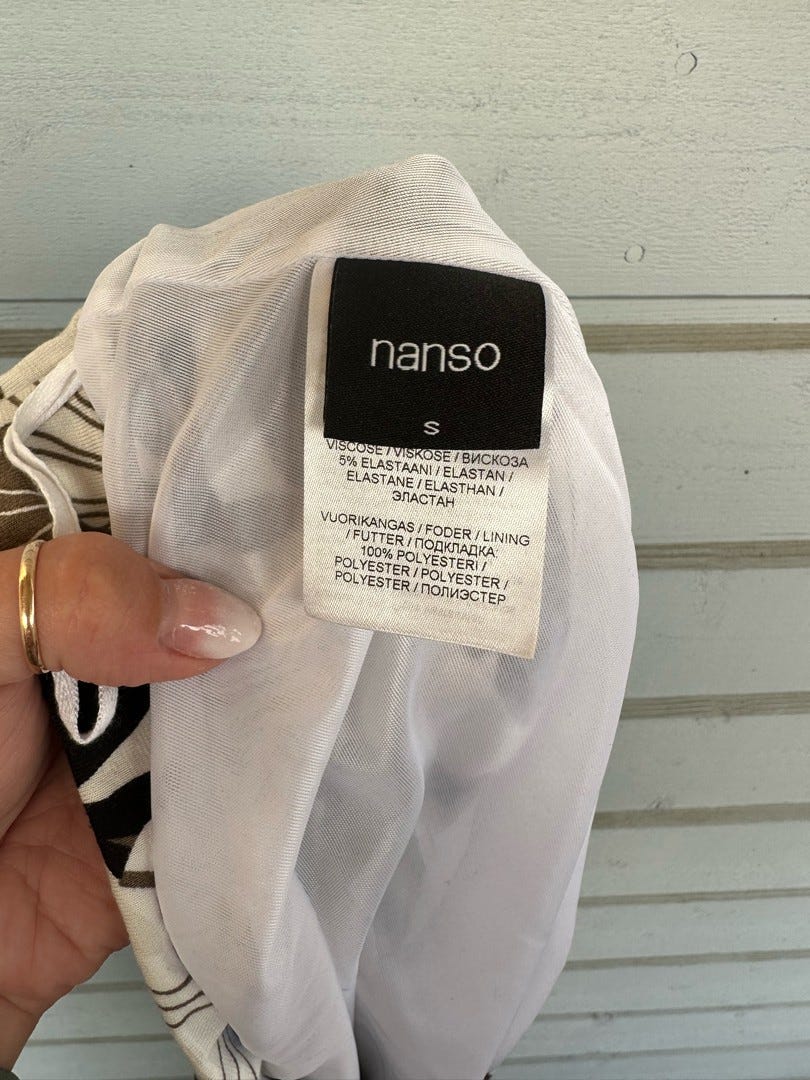 nanso
S
VISCOSE / VISKOSE / ВИСКОЗА
5% ELASTAANI / ELASTAN /
ELASTANE / ELASTHAN /
ЭЛАСТАН
VUORIKANGAS / FODER / LINING
/ FUTTER / ПОДКЛАДКА:
100% POLYESTERI /
POLYESTER / POLYESTER /
POLYESTER / ПОЛИЭСТЕР